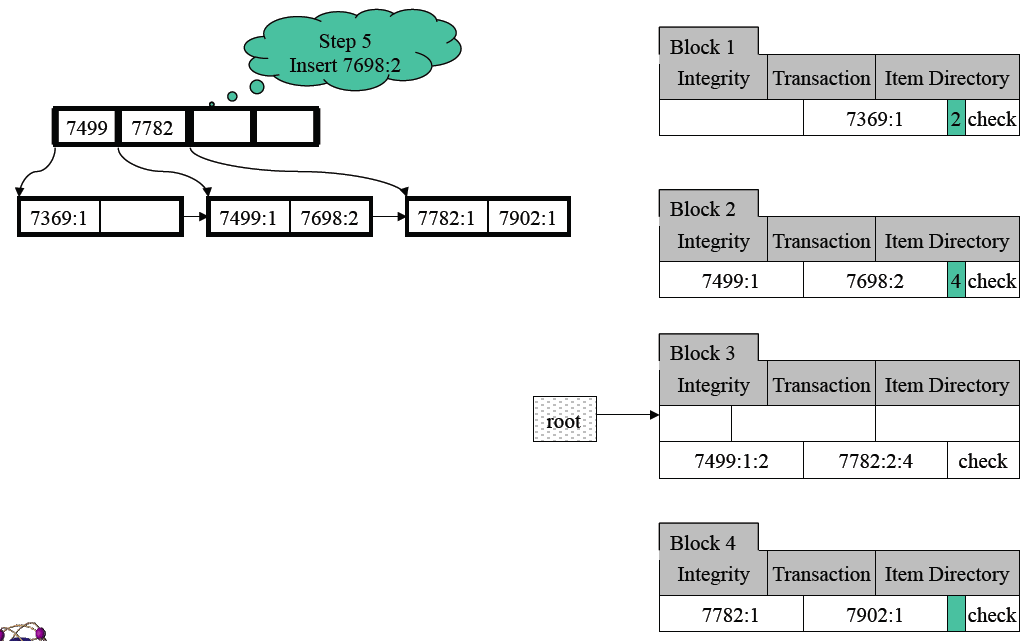 Step 5
Insert 7698:2
7499 7782
7369:1 7499:1 7698:2 7782:1 7902:1
Block 1
Integrity Transaction Item Directory
7369:1 2 check
Block 2
Integrity Transaction Item Directory
7499:1 7698:2 4 check
Block 3
Integrity Transaction Item Directory
root
7499:1:2 7782:2:4 check
Block 4
Integrity Transaction Item Directory
7782:1 7902:1 check